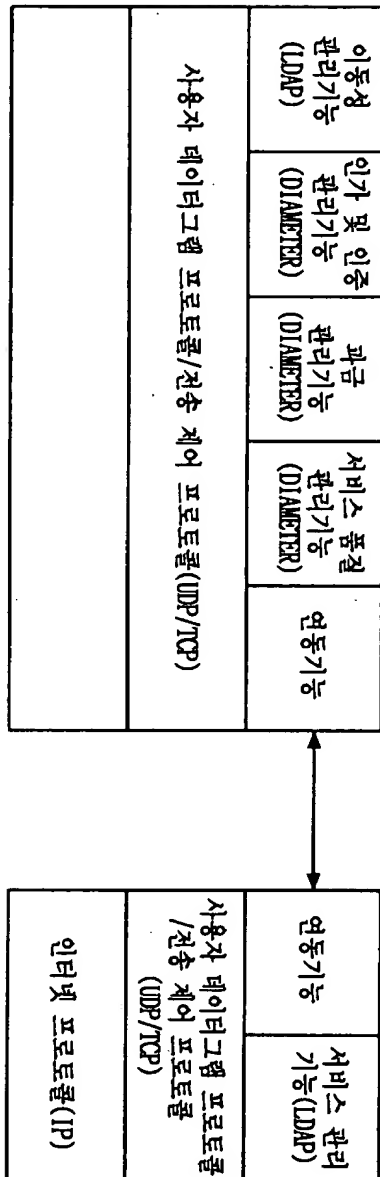 이동성
관리기능
(LDAP)
인가 및 인증
관리기능
(DIAMETER)
과금
관리기능
(DIAMETER)
서비스 품질
관리기능
(DIAMETER)
연동기능
사용자 데이터그램 프로토콜/전송 제어 프로토콜(UDP/TCP)
연동기능
서비스 관리
기능(LDAP)
사용자 데이터그램 프로토콜
/전송 제어 프로토콜
(UDP/TCP)
인터넷 프로토콜(IP)